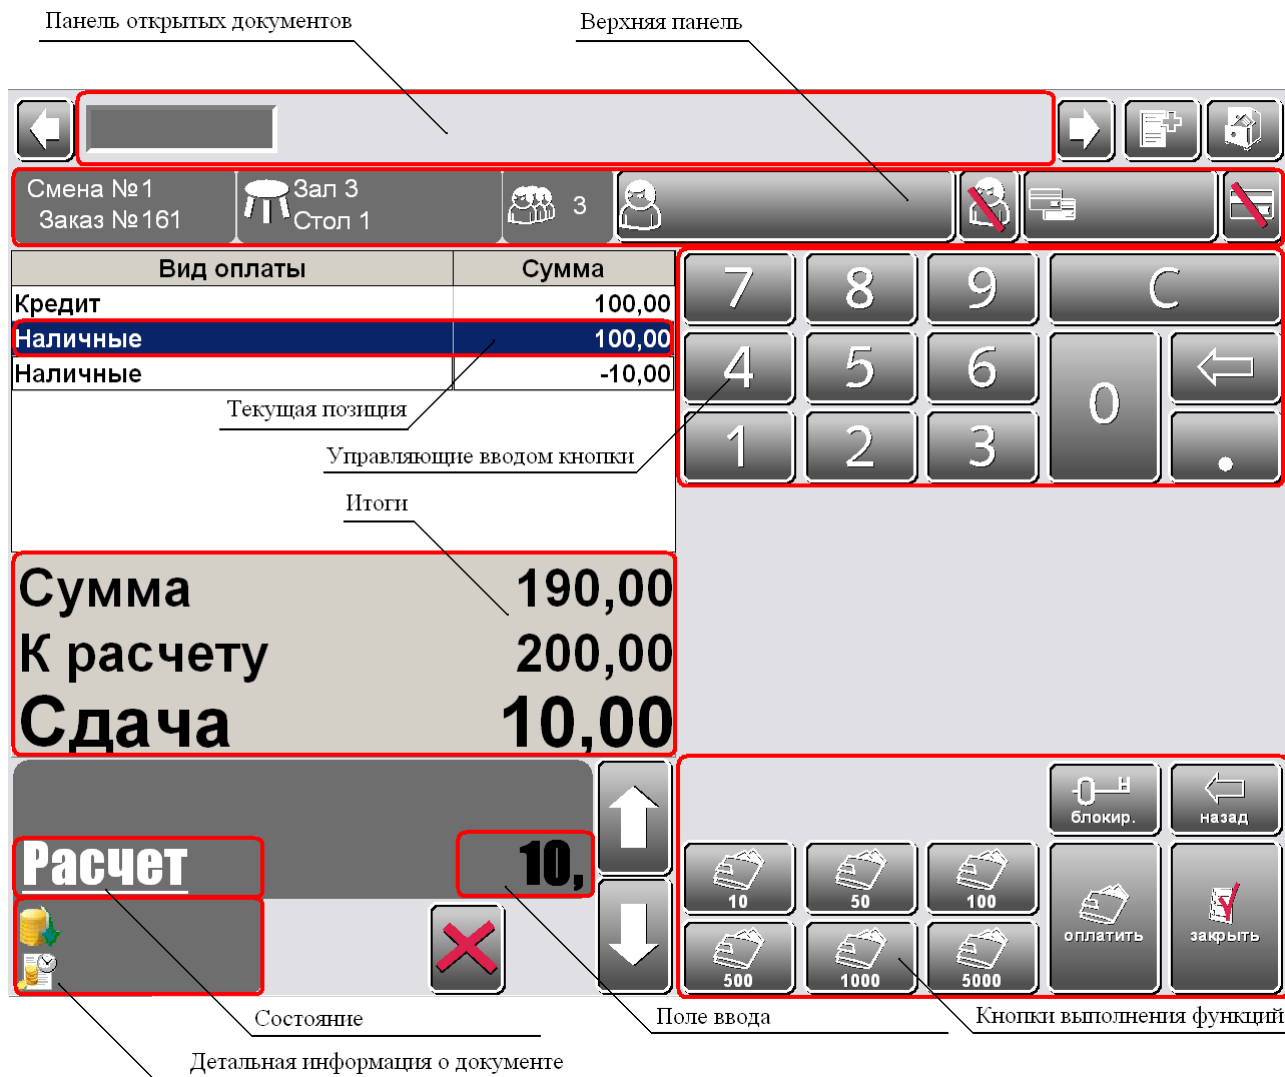 Панель открытых документов
Верхняя панель
Смена №1
Заказ №161
Зал 3
Стол 1
3
Вид оплаты Сумма
Кредит 100,00
Наличные 100,00
Наличные -10,00
7 8 9 C
4 5 6 0
1 2 3 .
Текущая позиция
Управляющие вводом кнопки
Итоги
Сумма 190,00
К расчету 200,00
Сдача 10,00
Расчет 10,
блокир. назад
10 50 100
оплатить закрыть
500 1000 5000
Состояние
Поле ввода
Кнопки выполнения функций
Детальная информация о документе